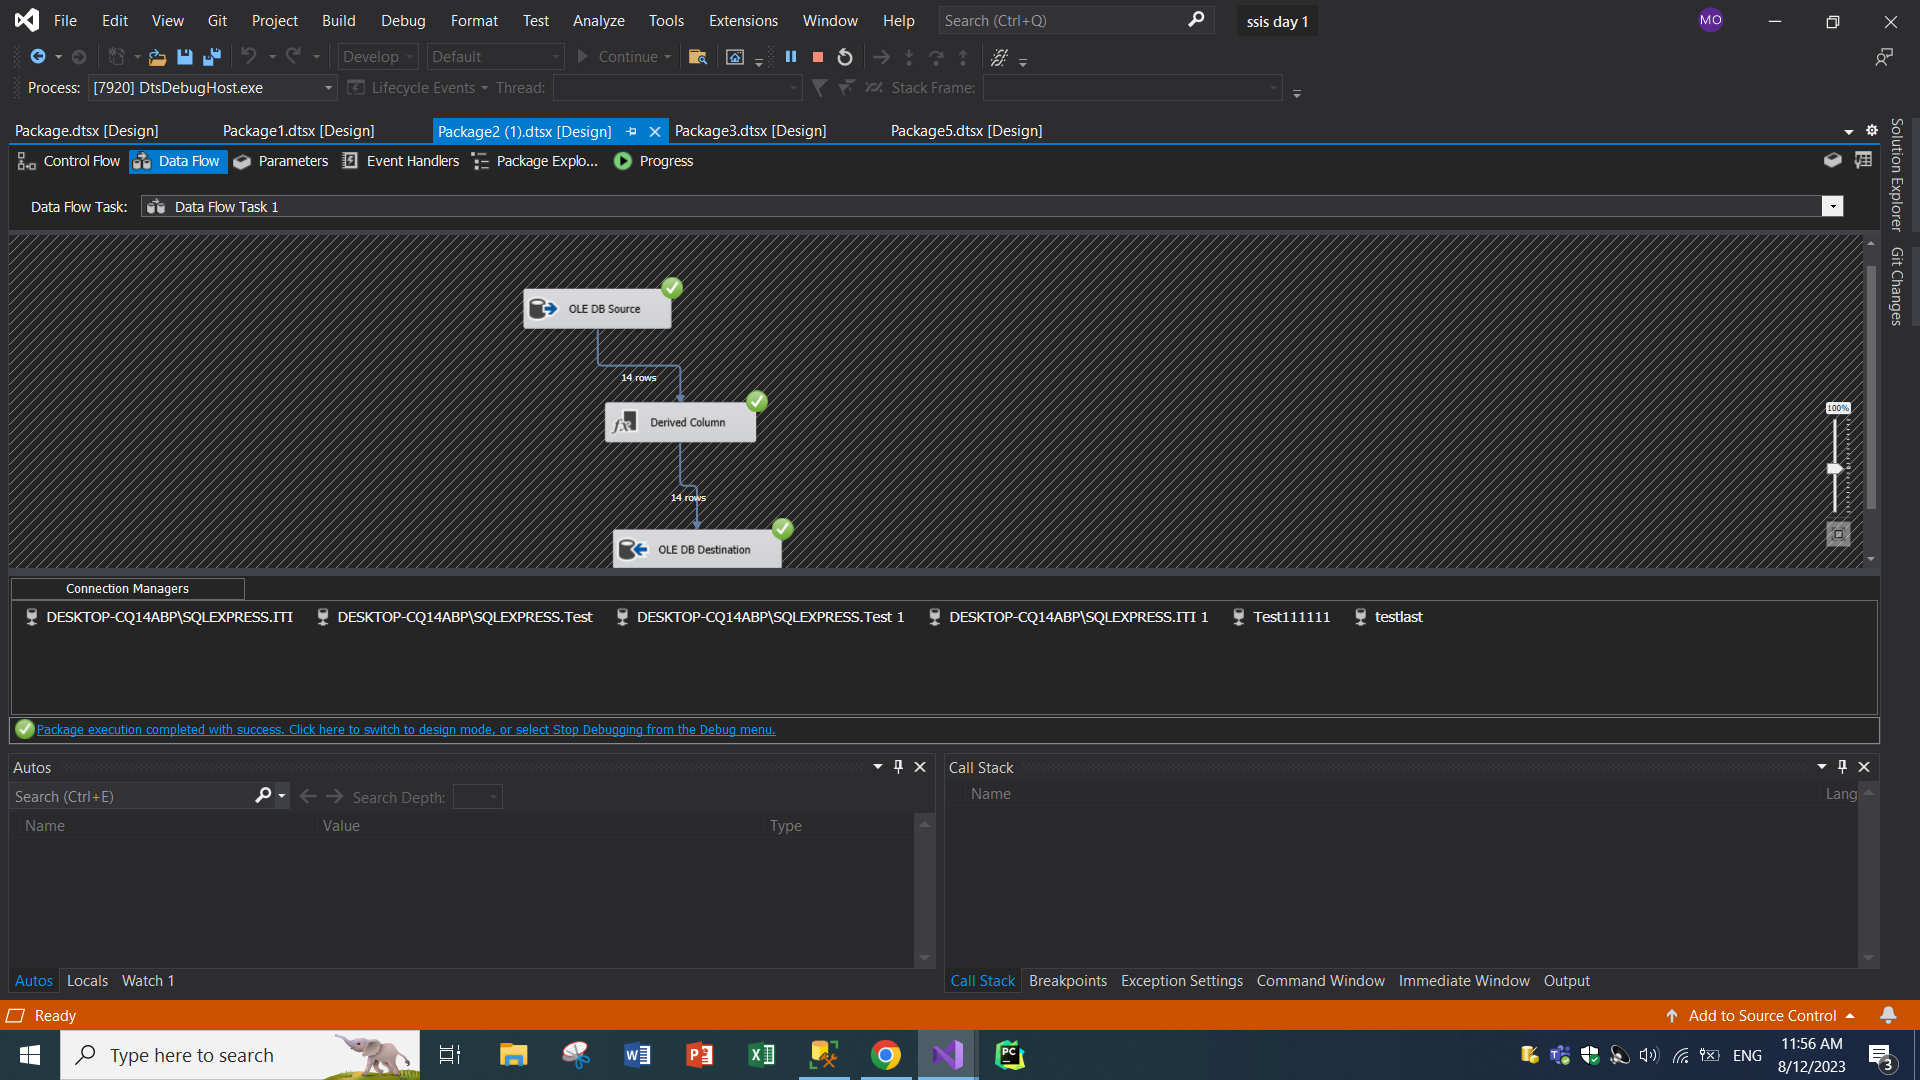 File Edit View Git Project Build Debug Format Test Analyze Tools Extensions Window Help Search (Ctrl+Q) ssis day 1 MO
Develop Default Continue
Process: [7920] DtsDebugHost.exe Lifecycle Events Thread: Stack Frame:
Package.dtsx [Design] Package1.dtsx [Design] Package2 (1).dtsx [Design] Package3.dtsx [Design] Package5.dtsx [Design]
Control Flow Data Flow Parameters Event Handlers Package Explo... Progress
Data Flow Task: Data Flow Task 1
Solution Explorer
Git Changes
OLE DB Source
14 rows
Derived Column
100%
14 rows
OLE DB Destination
Connection Managers
DESKTOP-CQ14ABP\SQLEXPRESS.ITI DESKTOP-CQ14ABP\SQLEXPRESS.Test DESKTOP-CQ14ABP\SQLEXPRESS.Test 1 DESKTOP-CQ14ABP\SQLEXPRESS.ITI 1 Test111111 testlast
Package execution completed with success. Click here to switch to design mode, or select Stop Debugging from the Debug menu.
Autos
Search (Ctrl+E) Search Depth:
Name Value Type
Autos Locals Watch 1
Call Stack
Name Lang
Call Stack Breakpoints Exception Settings Command Window Immediate Window Output
Ready Add to Source Control
Type here to search
ENG
11:56 AM
8/12/2023
3